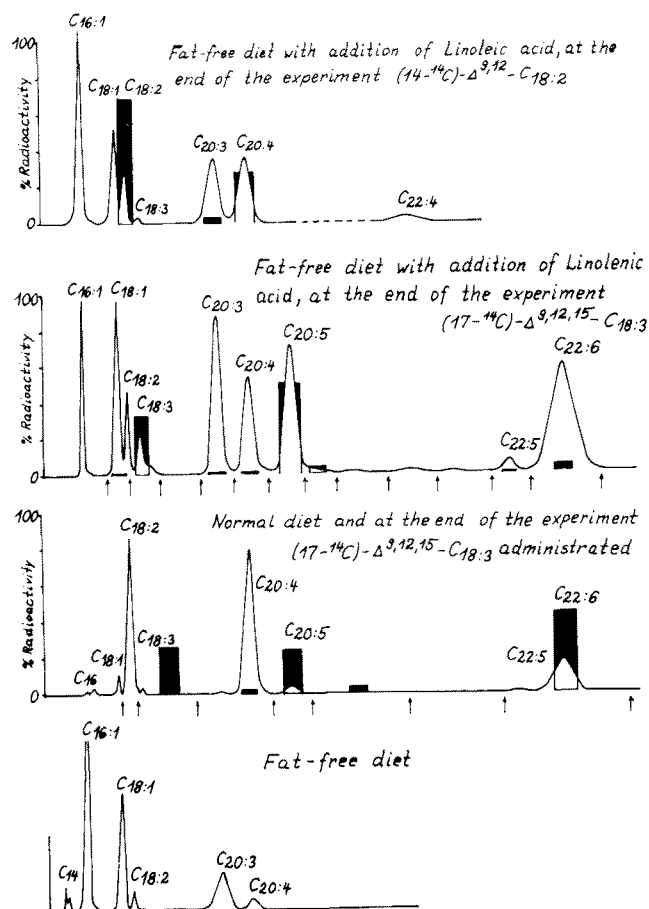 C16:1
100
Fat-free diet with addition of Linoleic acid, at the
end of the experiment (14-14C)-Δ9,12-C18:2
C18:1 C18:2
% Radioactivity
C20:3 C20:4
C18:3
C22:4
0
Fat-free diet with addition of Linolenic
acid, at the end of the experiment
(17-14C)-Δ9,12,15-C18:3
100
C16:1 C18:1
C20:3
C20:5
C20:4
C22:6
% Radioactivity
C18:2
C18:3
C22:5
0
100
C18:2
Normal diet and at the end of the experiment
(17-14C)-Δ9,12,15-C18:3 administrated
% Radioactivity
C20:4
C22:6
C18:3
C20:5
C18:1
C22:5
C16
0
C16:1
Fat-free diet
C18:1
C14
C18:2
C20:3
C20:4